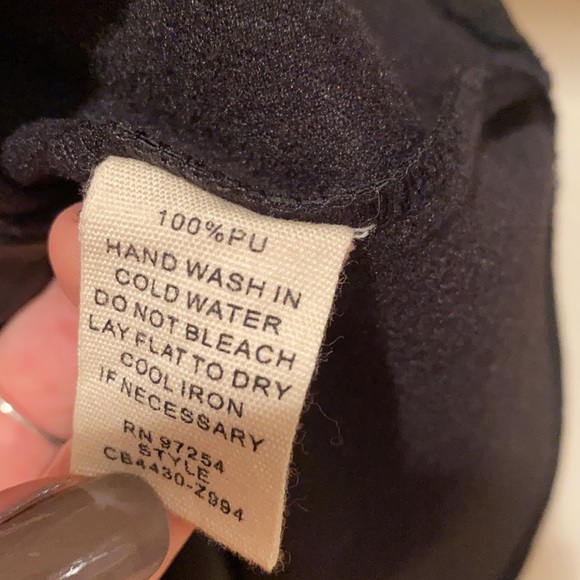 100%PU
HAND WASH IN
COLD WATER
DO NOT BLEACH
LAY FLAT TO DRY
COOL IRON
IF NECESSARY
RN 97254
STYLE
CB4430-Z994